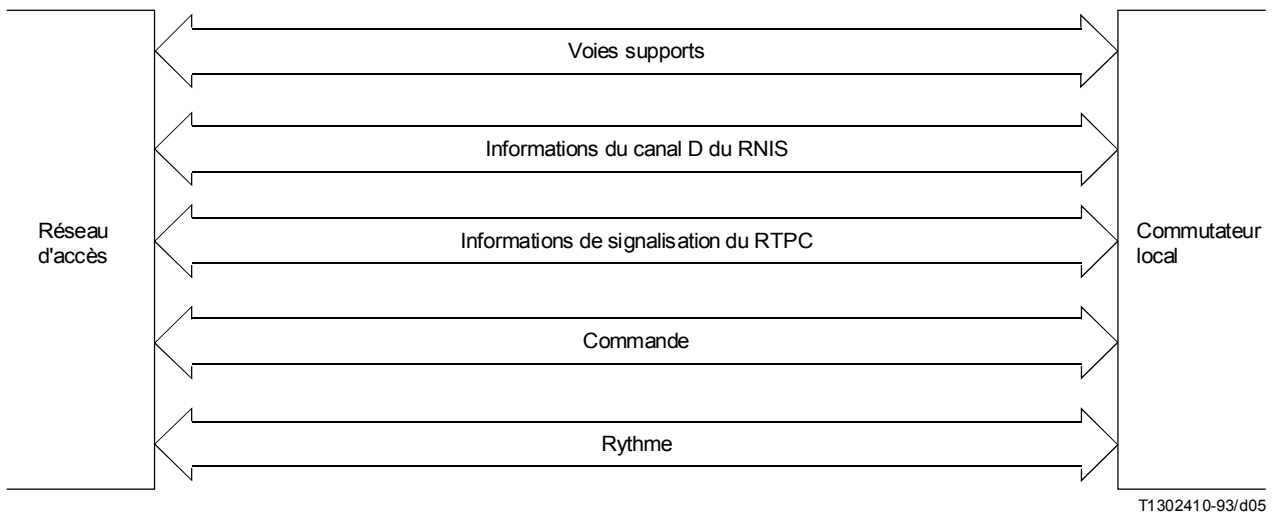 Voies supports
Informations du canal D du RNIS
Réseau
d'accès
Informations de signalisation du RTPC
Commutateur
local
Commande
Rythme
T1302410-93/d05